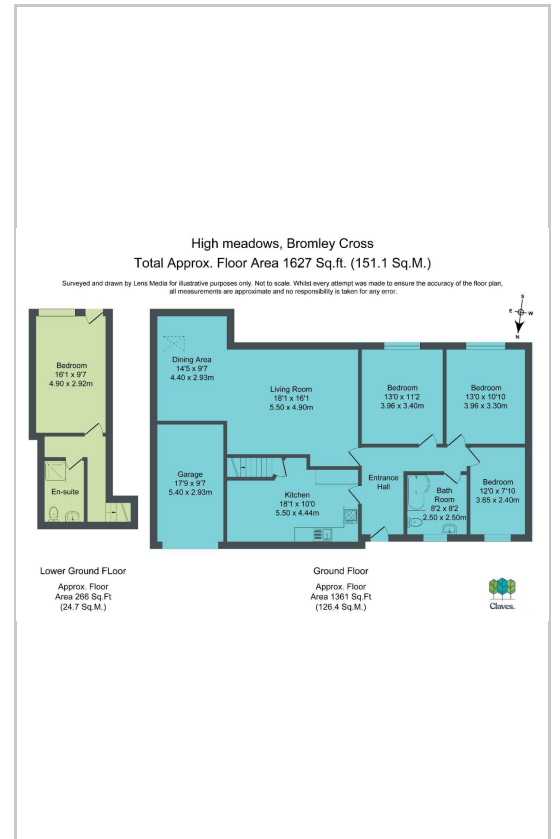 High meadows, Bromley Cross
Total Approx. Floor Area 1627 Sq.ft. (151.1 Sq.M.)
Surveyed and drawn by Lens Media for illustrative purposes only. Not to scale. Whilst every attempt was made to ensure the accuracy of the floor plan,
all measurements are approximate and no responsibility is taken for any error.
S
E
W
N
Bedroom
16'1 x 9'7
4.90 x 2.92m
En-suite
Dining Area
14'5 x 9'7
4.40 x 2.93m
Living Room
18'1 x 16'1
5.50 x 4.90m
Bedroom
13'0 x 11'2
3.96 x 3.40m
Bedroom
13'0 x 10'10
3.96 x 3.30m
Garage
17'9 x 9'7
5.40 x 2.93m
Kitchen
18'1 x 10'0
5.50 x 4.44m
Entrance
Hall
Bath
Room
8'2 x 8'2
2.50 x 2.50m
Bedroom
12'0 x 7'10
3.65 x 2.40m
Lower Ground FLoor
Approx. Floor
Area 266 Sq.Ft
(24.7 Sq.M.)
Ground Floor
Approx. Floor
Area 1361 Sq.Ft
(126.4 Sq.M.)
Claves.